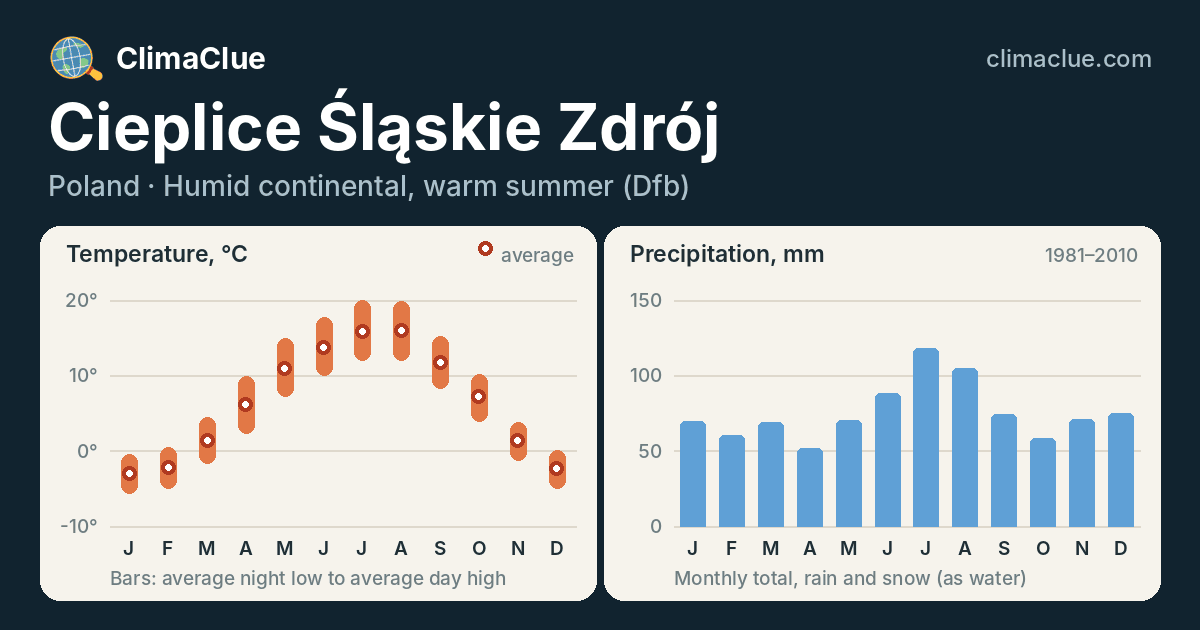 ClimaClue
climaclue.com
Cieplice Śląskie Zdrój
Poland · Humid continental, warm summer (Dfb)
Temperature, °C
average
20°
10°
0°
-10°
J F M A M J J A S O N D
Bars: average night low to average day high
Precipitation, mm
1981–2010
150
100
50
0
J F M A M J J A S O N D
Monthly total, rain and snow (as water)